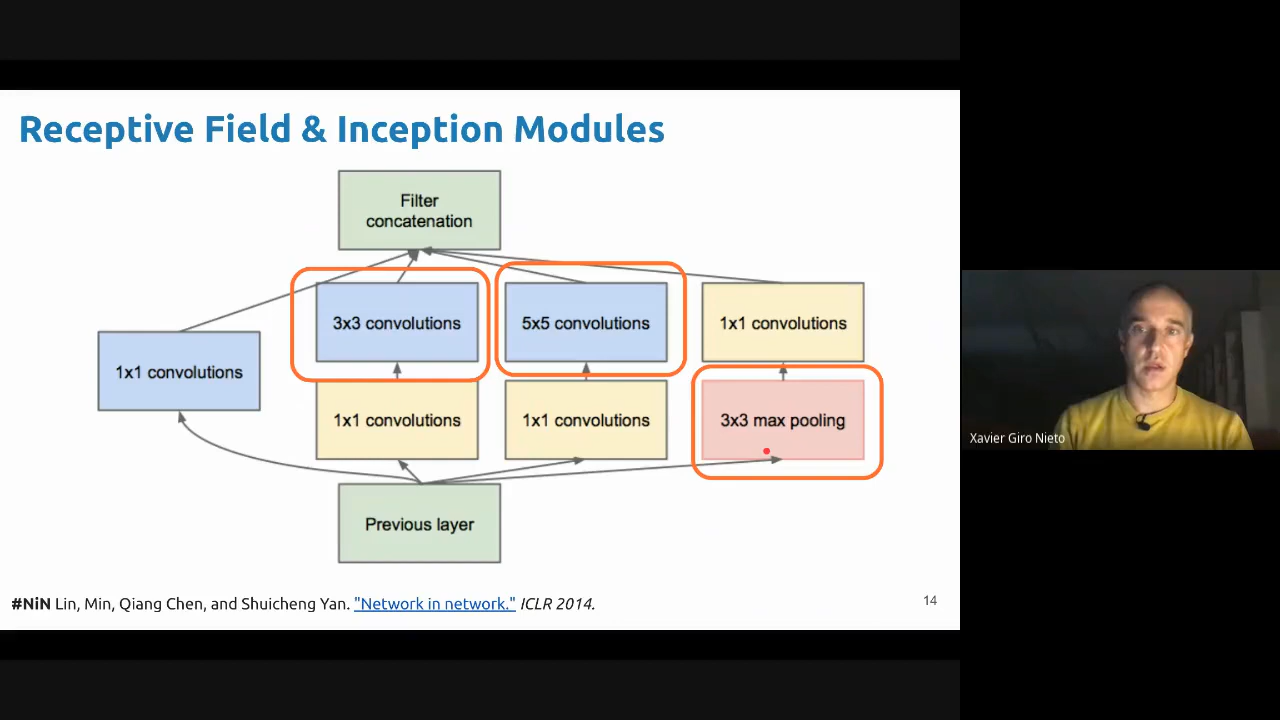 Receptive Field & Inception Modules
Filter
concatenation
3x3 convolutions
5x5 convolutions
1x1 convolutions
1x1 convolutions
1x1 convolutions
1x1 convolutions
3x3 max pooling
Previous layer
#NiN Lin, Min, Qiang Chen, and Shuicheng Yan. "Network in network." ICLR 2014.
14
Xavier Giro Nieto